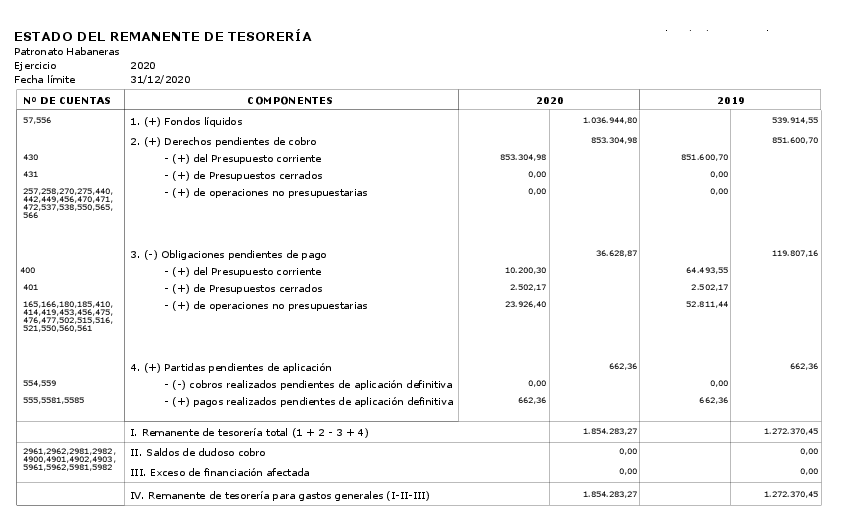 ESTADO DEL REMANENTE DE TESORERÍA
Patronato Habaneras
Ejercicio 2020
Fecha límite 31/12/2020
Nº DE CUENTAS COMPONENTES 2020 2019
57,556 1. (+) Fondos líquidos 1.036.944,80 539.914,55
2. (+) Derechos pendientes de cobro 853.304,98 851.600,70
430 - (+) del Presupuesto corriente 853.304,98 851.600,70
431 - (+) de Presupuestos cerrados 0,00 0,00
257,258,270,275,440, - (+) de operaciones no presupuestarias 0,00 0,00
442,449,456,470,471,
472,537,538,550,565,
566
3. (-) Obligaciones pendientes de pago 36.628,87 119.807,16
400 - (+) del Presupuesto corriente 10.200,30 64.493,55
401 - (+) de Presupuestos cerrados 2.502,17 2.502,17
165,166,180,185,410, - (+) de operaciones no presupuestarias 23.926,40 52.811,44
414,419,453,456,475,
476,477,502,515,516,
521,550,560,561
4. (+) Partidas pendientes de aplicación 662,36 662,36
554,559 - (-) cobros realizados pendientes de aplicación definitiva 0,00 0,00
555,5581,5585 - (+) pagos realizados pendientes de aplicación definitiva 662,36 662,36
I. Remanente de tesorería total (1 + 2 - 3 + 4) 1.854.283,27 1.272.370,45
2961,2962,2981,2982, II. Saldos de dudoso cobro 0,00 0,00
4900,4901,4902,4903,
5961,5962,5981,5982 III. Exceso de financiación afectada 0,00 0,00
IV. Remanente de tesorería para gastos generales (I-II-III) 1.854.283,27 1.272.370,45